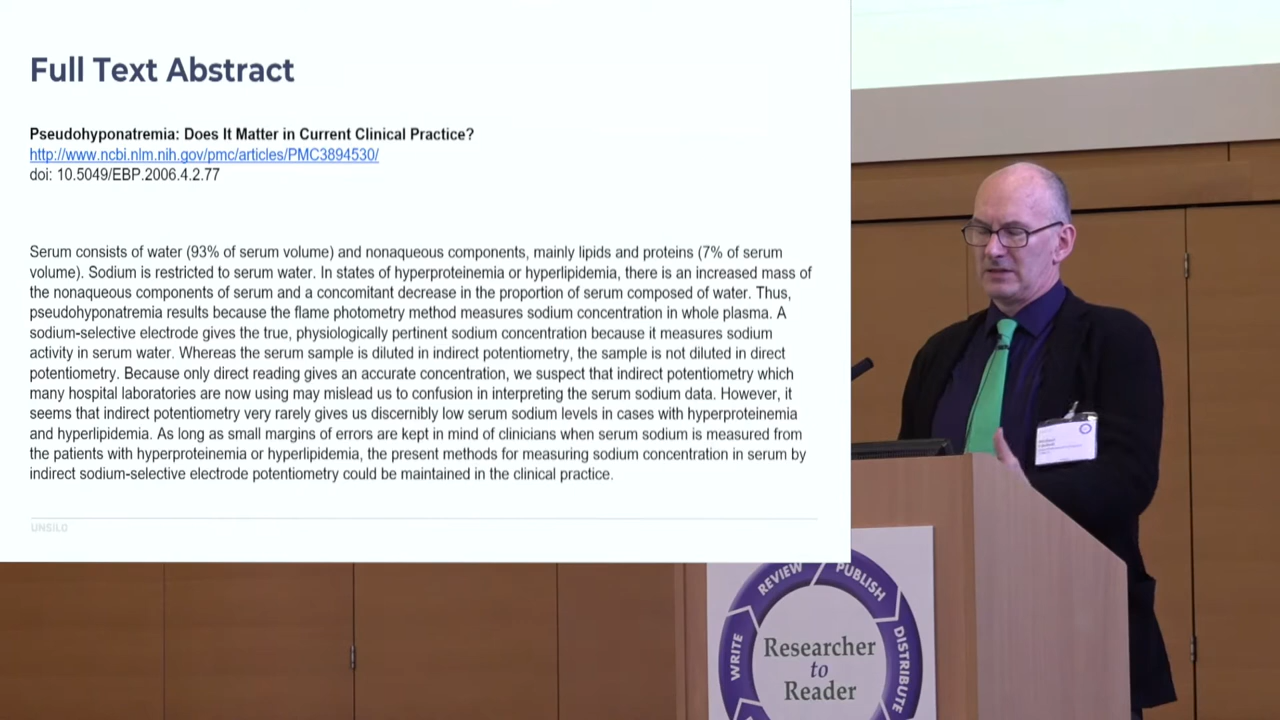 Full Text Abstract
Pseudohyponatremia: Does It Matter in Current Clinical Practice?
http://www.ncbi.nlm.nih.gov/pmc/articles/PMC3894530/
doi: 10.5049/EBP.2006.4.2.77
Serum consists of water (93% of serum volume) and nonaqueous components, mainly lipids and proteins (7% of serum
volume). Sodium is restricted to serum water. In states of hyperproteinemia or hyperlipidemia, there is an increased mass of
the nonaqueous components of serum and a concomitant decrease in the proportion of serum composed of water. Thus,
pseudohyponatremia results because the flame photometry method measures sodium concentration in whole plasma. A
sodium-selective electrode gives the true, physiologically pertinent sodium concentration because it measures sodium
activity in serum water. Whereas the serum sample is diluted in indirect potentiometry, the sample is not diluted in direct
potentiometry. Because only direct reading gives an accurate concentration, we suspect that indirect potentiometry which
many hospital laboratories are now using may mislead us to confusion in interpreting the serum sodium data. However, it
seems that indirect potentiometry very rarely gives us discernibly low serum sodium levels in cases with hyperproteinemia
and hyperlipidemia. As long as small margins of errors are kept in mind of clinicians when serum sodium is measured from
the patients with hyperproteinemia or hyperlipidemia, the present methods for measuring sodium concentration in serum by
indirect sodium-selective electrode potentiometry could be maintained in the clinical practice.
UNSILO
WRITE
REVIEW
PUBLISH
DISTRIBUTE
Researcher
to
Reader